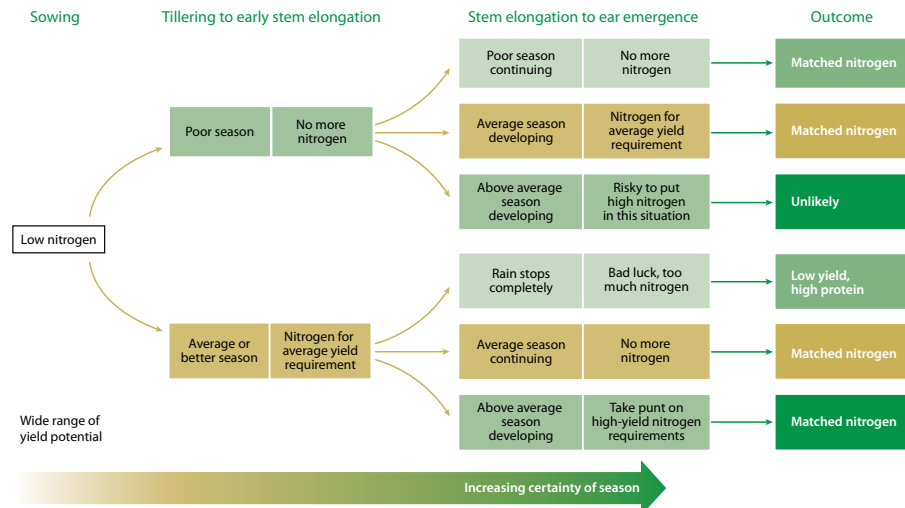 Sowing
Tillering to early stem elongation
Stem elongation to ear emergence
Outcome
Poor season
continuing
No more
nitrogen
Matched nitrogen
Poor season
No more
nitrogen
Average season
developing
Nitrogen for
average yield
requirement
Matched nitrogen
Above average
season
developing
Risky to put
high nitrogen
in this situation
Unlikely
Low nitrogen
Rain stops
completely
Bad luck, too
much nitrogen
Low yield,
high protein
Average or
better season
Nitrogen for
average yield
requirement
Average season
continuing
No more
nitrogen
Matched nitrogen
Above average
season
developing
Take punt on
high-yield nitrogen
requirements
Matched nitrogen
Wide range of
yield potential
Increasing certainty of season